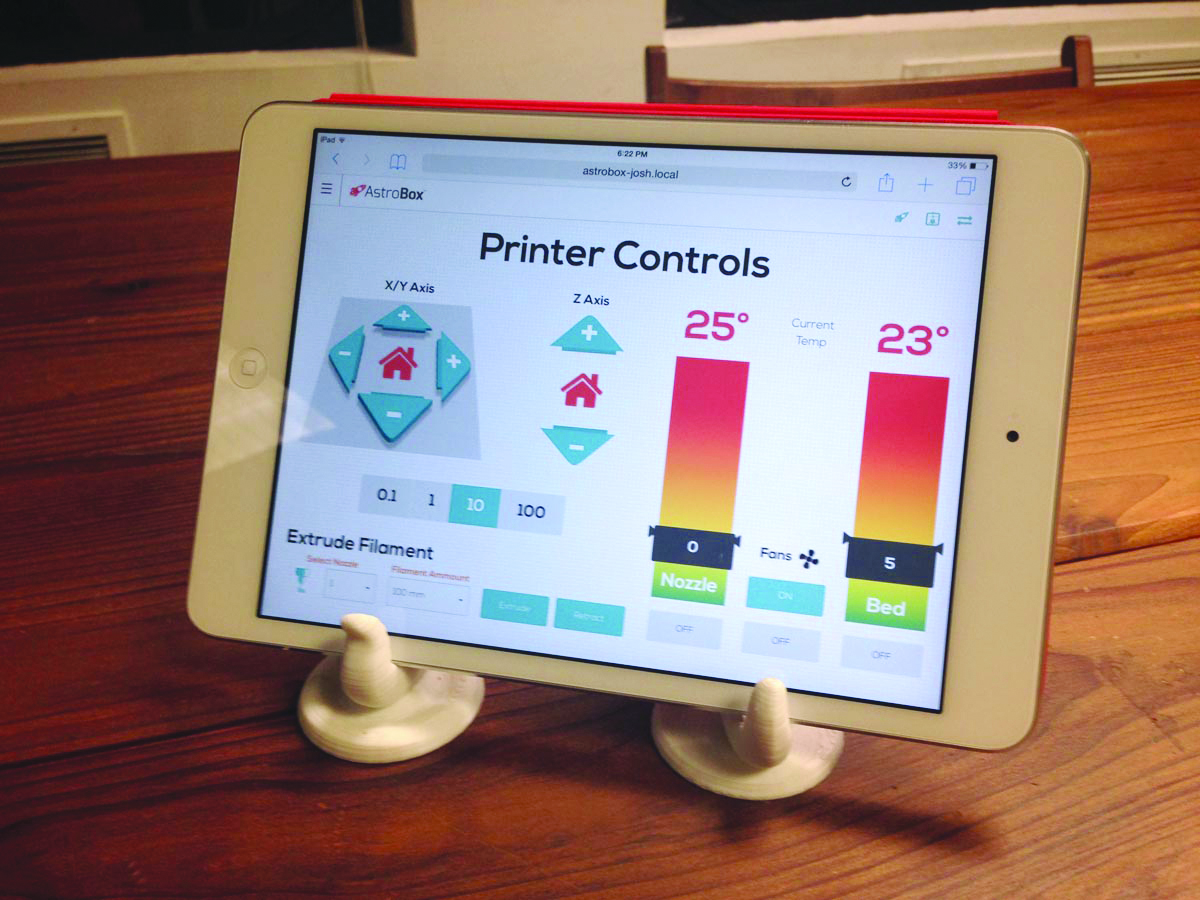 iPad
6:22 PM
33%
astrobox-josh.local
AstroBox
Printer Controls
X/Y Axis
Z Axis
+
-
+
-
+
-
25°
Current
Temp
23°
0.1 1 10 100
0
Nozzle
OFF
Fans
ON
OFF
5
Bed
OFF
Extrude Filament
Select Nozzle
1
Filament Ammount
100 mm
Extrude
Retract